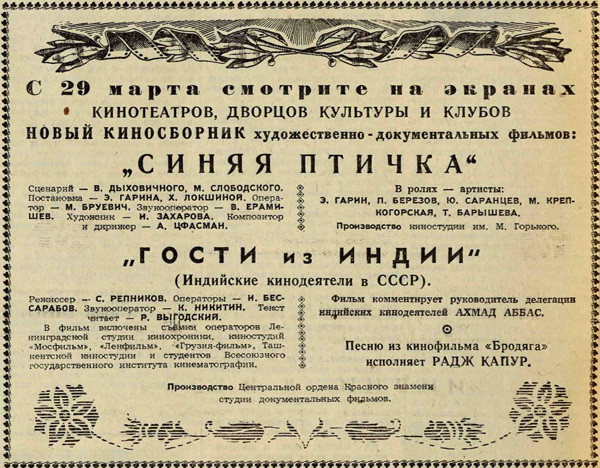 С 29 марта смотрите на экранах
КИНОТЕАТРОВ, ДВОРЦОВ КУЛЬТУРЫ И КЛУБОВ
НОВЫЙ КИНОСБОРНИК художественно-документальных фильмов:
„СИНЯЯ ПТИЧКА“
Сценарий — В. ДЫХОВИЧНОГО, М. СЛОБОДСКОГО.
Постановка — Э. ГАРИНА, Х. ЛОКШИНОЙ. Опера-
тор — М. БРУЕВИЧ. Звукооператор — В. ЕРАМИ-
ШЕВ. Художник — И. ЗАХАРОВА. Композитор
и дирижер — А. ЦФАСМАН.
В ролях — артисты:
Э. ГАРИН, П. БЕРЕЗОВ, Ю. САРАНЦЕВ, М. КРЕП-
КОГОРСКАЯ, Т. БАРЫШЕВА.
Производство киностудии им. М. Горького.
„ГОСТИ из ИНДИИ“
(Индийские кинодеятели в СССР).
Режиссер — С. РЕПНИКОВ. Операторы — И. БЕС-
САРАБОВ. Звукооператор — К. НИКИТИН. Текст
читает — Р. ВЫГОДСКИЙ.
В фильм включены съемки операторов Ле-
нинградской студии кинохроники, киностудий
«Мосфильм», «Ленфильм», «Грузия-фильм», Таш-
кентской киностудии и студентов Всесоюзного
государственного института кинематографии.
Фильм комментирует руководитель делегации
индийских кинодеятелей АХМАД АББАС.
Песню из кинофильма «Бродяга»
исполняет РАДЖ КАПУР.
Производство Центральной ордена Красного знамени
студии документальных фильмов.